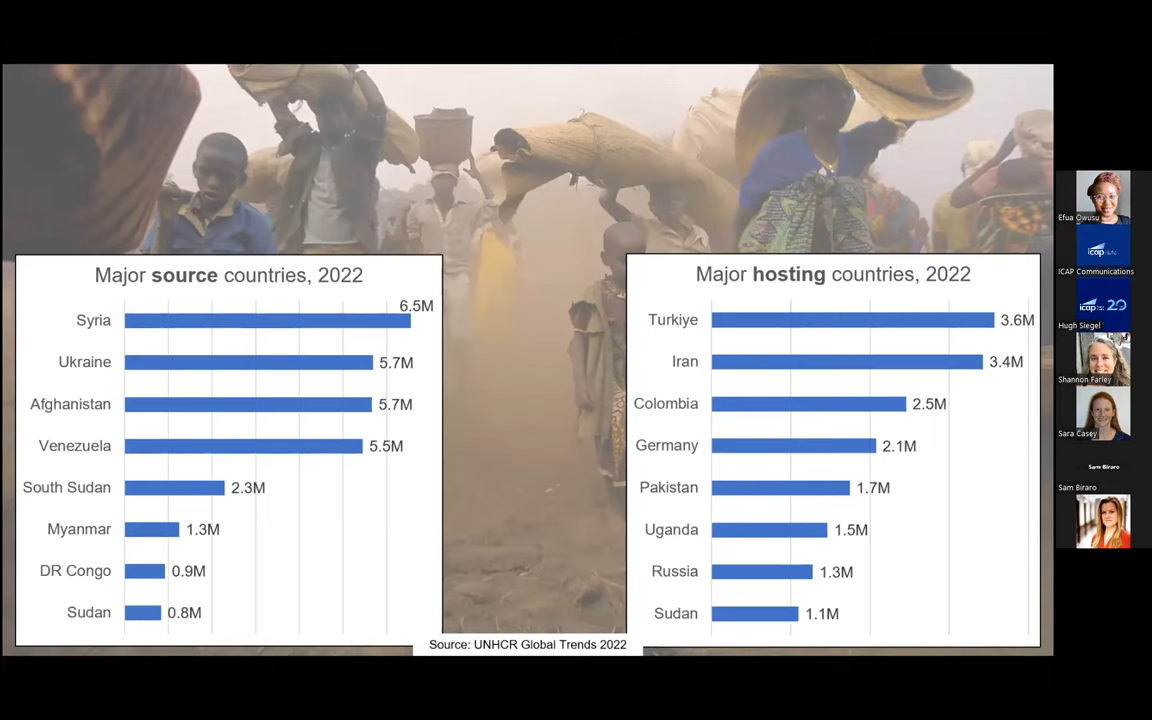 Major source countries, 2022
Syria 6.5M
Ukraine 5.7M
Afghanistan 5.7M
Venezuela 5.5M
South Sudan 2.3M
Myanmar 1.3M
DR Congo 0.9M
Sudan 0.8M
Major hosting countries, 2022
Turkiye 3.6M
Iran 3.4M
Colombia 2.5M
Germany 2.1M
Pakistan 1.7M
Uganda 1.5M
Russia 1.3M
Sudan 1.1M
Source: UNHCR Global Trends 2022
Efua Owusu
icap
ICAP Communications
icap 20
Hugh Siegel
Shannon Farley
Sara Casey
Sam Biraro
Sam Biraro